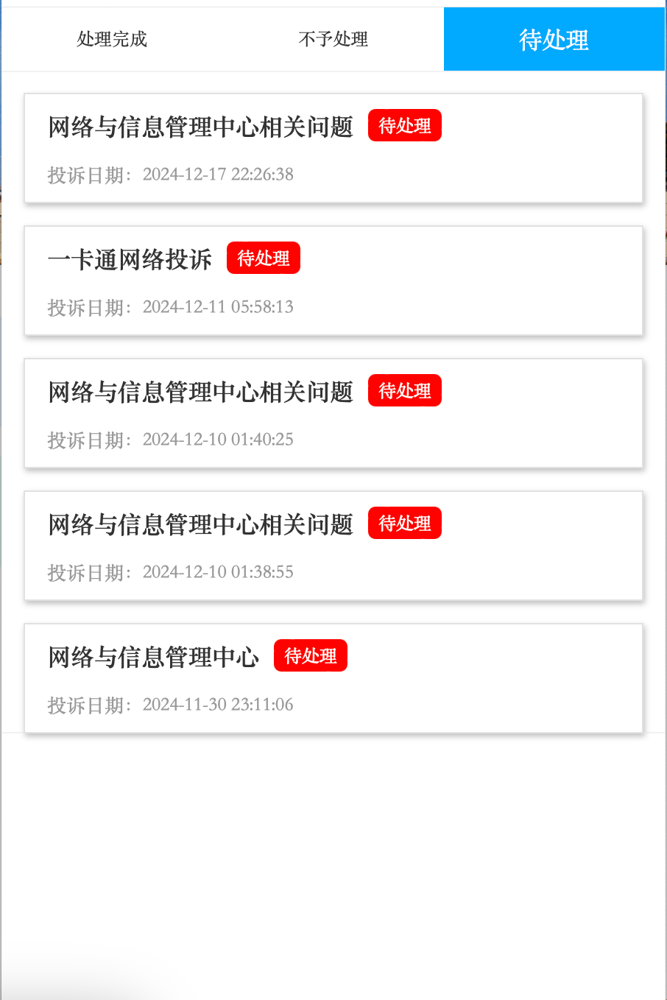 处理完成 不予处理 待处理
网络与信息管理中心相关问题 待处理
投诉日期：2024-12-17 22:26:38
一卡通网络投诉 待处理
投诉日期：2024-12-11 05:58:13
网络与信息管理中心相关问题 待处理
投诉日期：2024-12-10 01:40:25
网络与信息管理中心相关问题 待处理
投诉日期：2024-12-10 01:38:55
网络与信息管理中心 待处理
投诉日期：2024-11-30 23:11:06